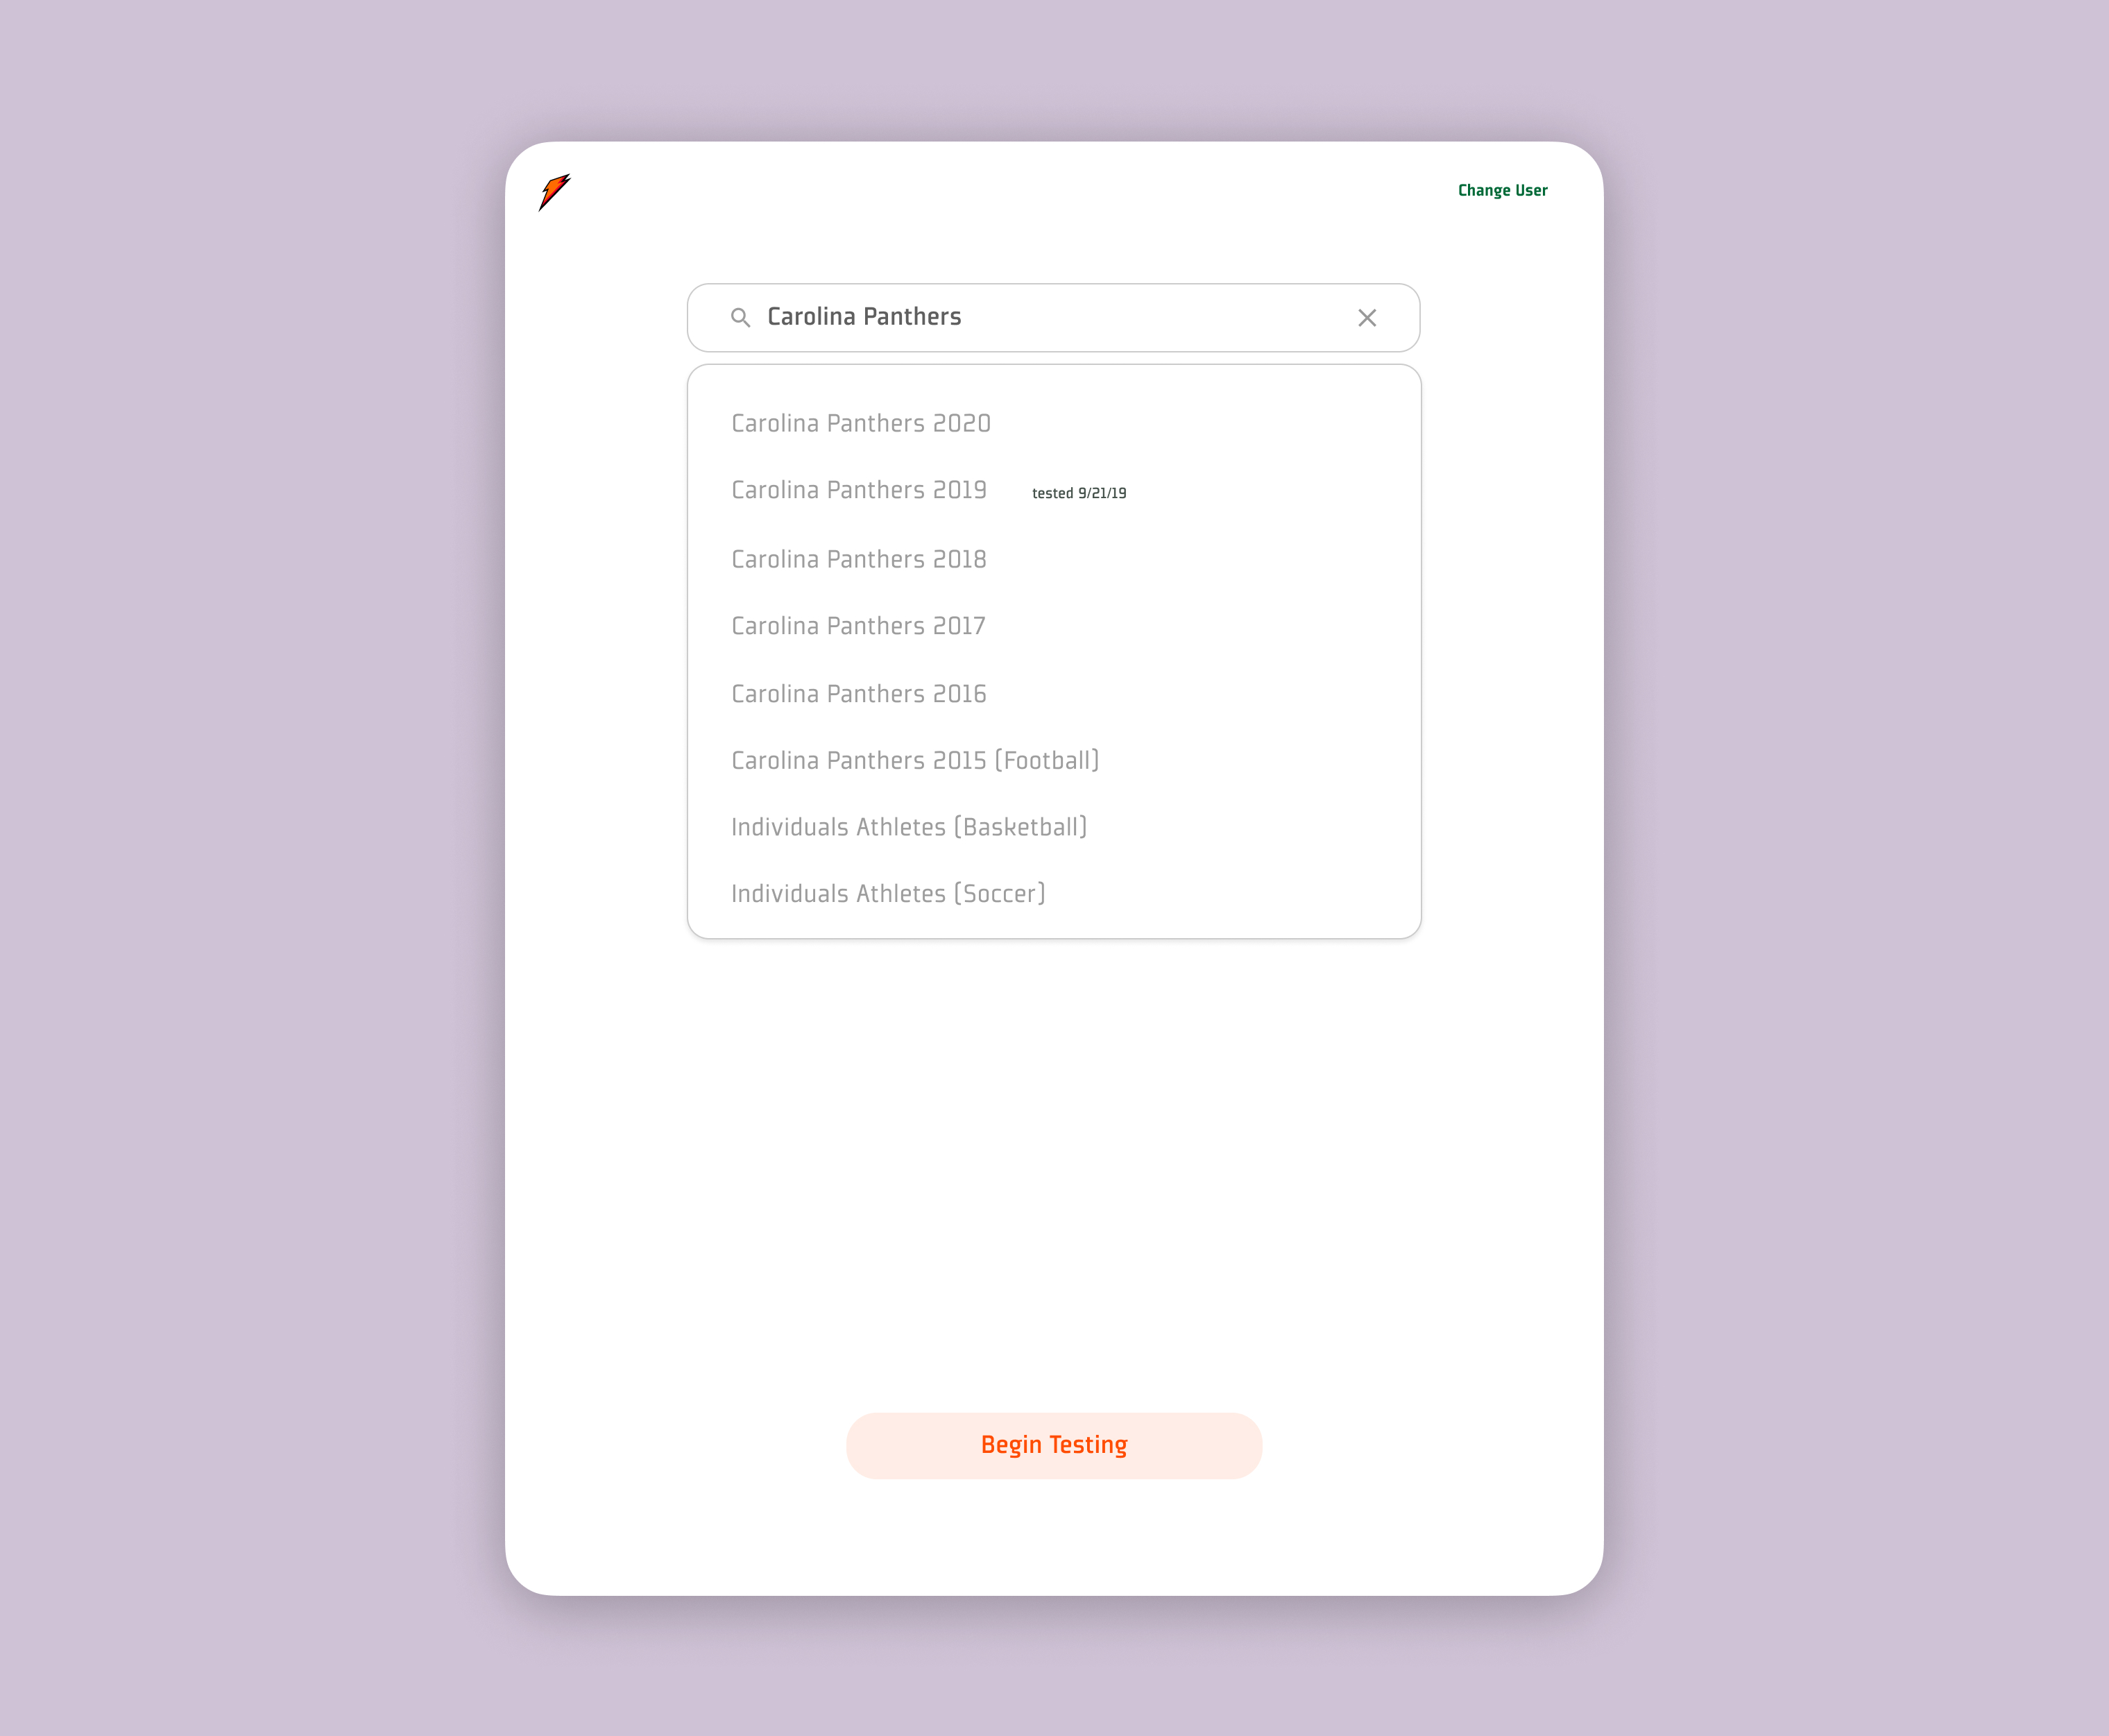 Change User
Carolina Panthers
Carolina Panthers 2020
Carolina Panthers 2019 tested 9/21/19
Carolina Panthers 2018
Carolina Panthers 2017
Carolina Panthers 2016
Carolina Panthers 2015 (Football)
Individuals Athletes (Basketball)
Individuals Athletes (Soccer)
Begin Testing